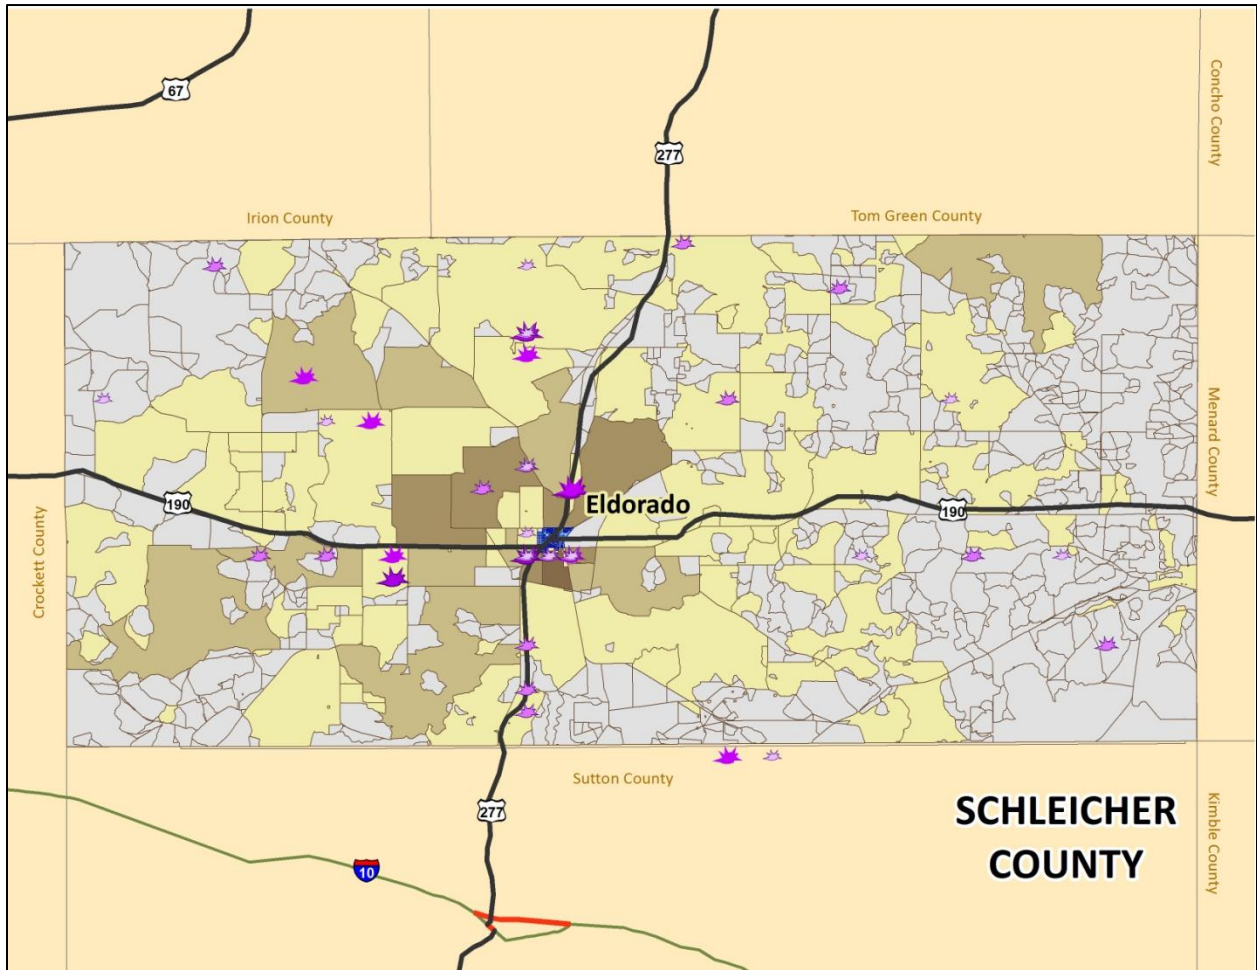 67
277
Concho County
Irion County
Tom Green County
Menard County
190
Eldorado
190
Crockett County
Sutton County
277
SCHLEICHER
COUNTY
Kimble County
10